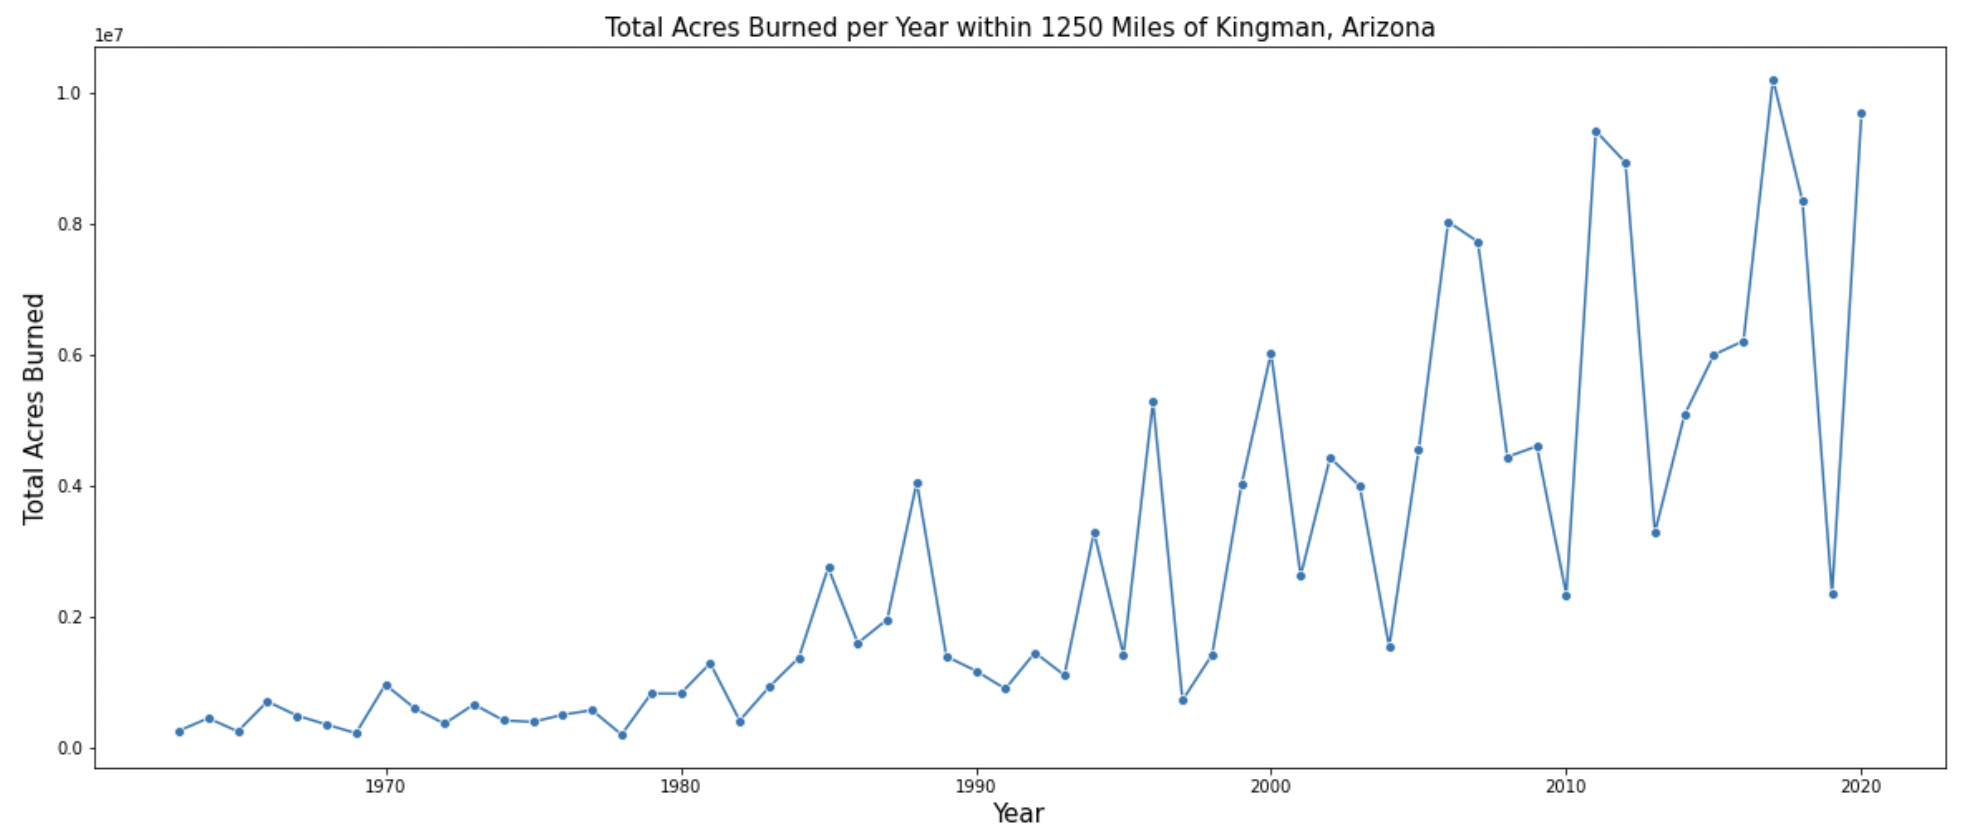 Total Acres Burned per Year within 1250 Miles of Kingman, Arizona
1e7
1.0
0.8
0.6
0.4
0.2
0.0
Total Acres Burned
1970 1980 1990 2000 2010 2020
Year